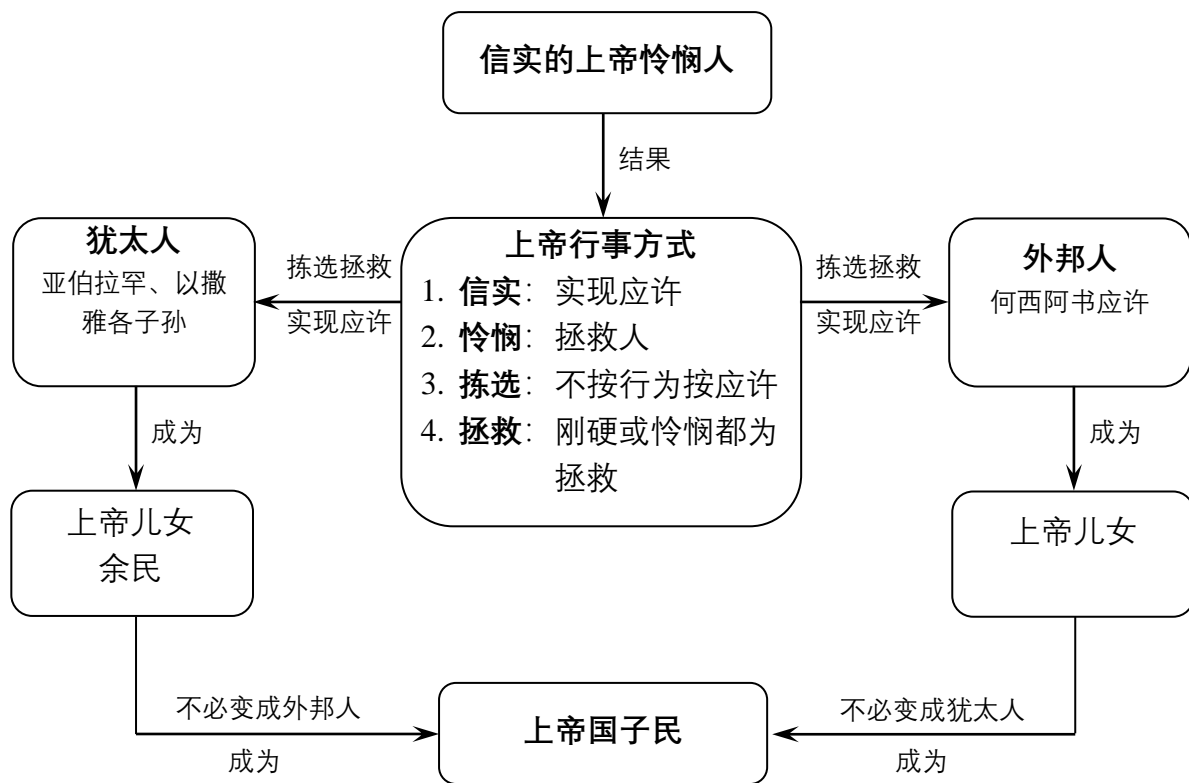 信实的上帝怜悯人
结果
犹太人
亚伯拉罕、以撒
雅各子孙
拣选拯救
实现应许
上帝行事方式
1. 信实：实现应许
2. 怜悯：拯救人
3. 拣选：不按行为按应许
4. 拯救：刚硬或怜悯都为
拯救
拣选拯救
实现应许
外邦人
何西阿书应许
成为
成为
上帝儿女
余民
上帝儿女
不必变成外邦人
成为
上帝国子民
不必变成犹太人
成为